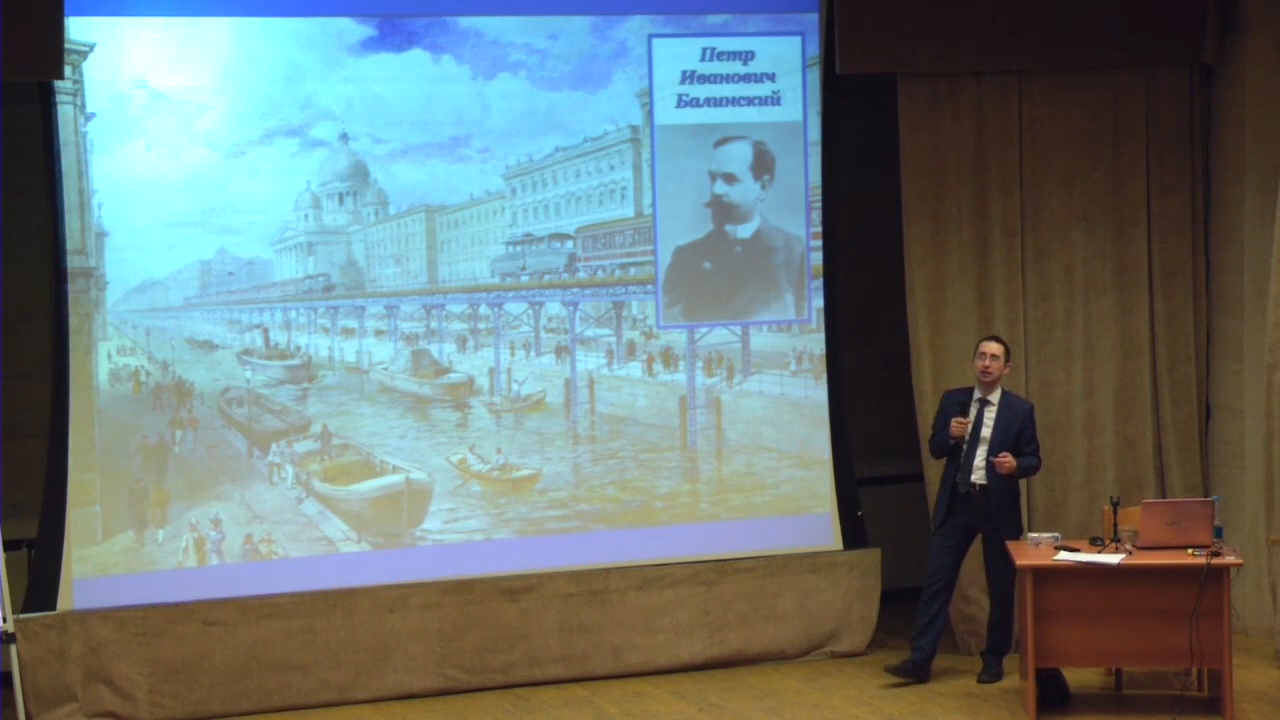 Петр
Иванович
Балинский